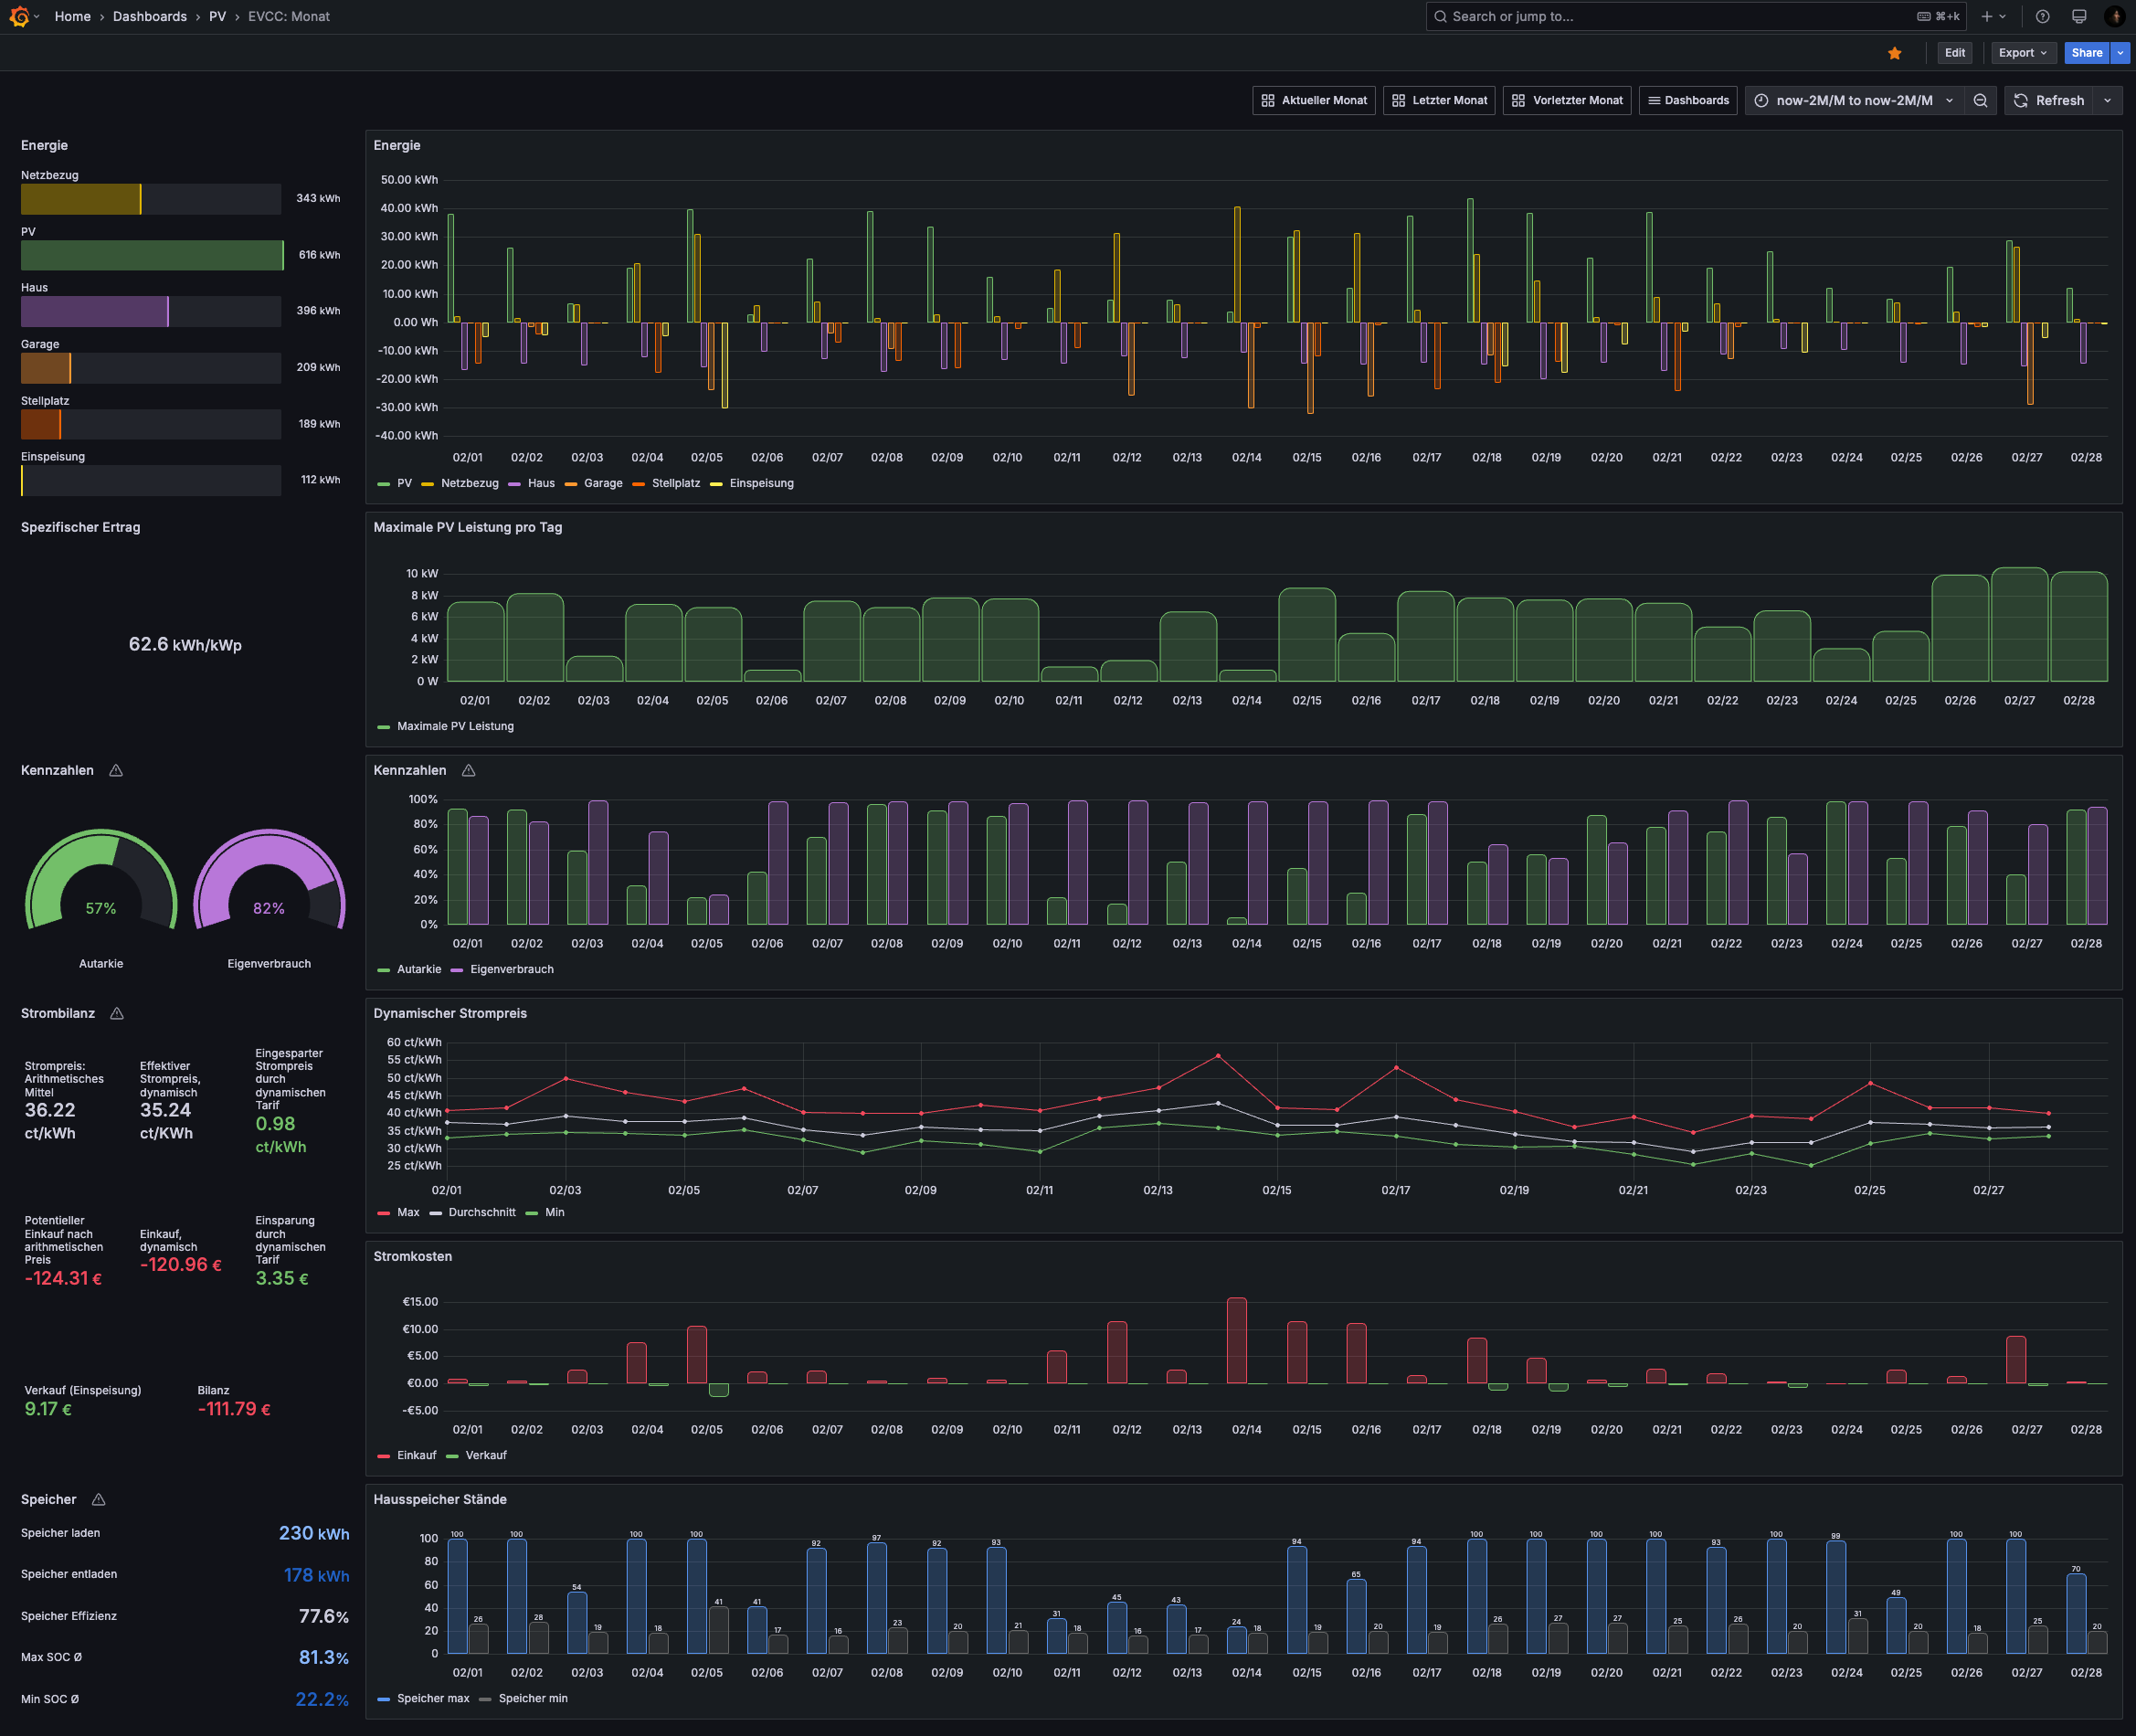 Home › Dashboards › PV › EVCC: Monat
Search or jump to...
⌘+k
Edit
Export
Share
Aktueller Monat
Letzter Monat
Vorletzter Monat
Dashboards
now-2M/M to now-2M/M
Refresh
Energie
Netzbezug
343 kWh
PV
616 kWh
Haus
396 kWh
Garage
209 kWh
Stellplatz
189 kWh
Einspeisung
112 kWh
Energie
50.00 kWh
40.00 kWh
30.00 kWh
20.00 kWh
10.00 kWh
0.00 Wh
-10.00 kWh
-20.00 kWh
-30.00 kWh
-40.00 kWh
02/01 02/02 02/03 02/04 02/05 02/06 02/07 02/08 02/09 02/10 02/11 02/12 02/13 02/14 02/15 02/16 02/17 02/18 02/19 02/20 02/21 02/22 02/23 02/24 02/25 02/26 02/27 02/28
PV Netzbezug Haus Garage Stellplatz Einspeisung
Spezifischer Ertrag
62.6 kWh/kWp
Maximale PV Leistung pro Tag
10 kW
8 kW
6 kW
4 kW
2 kW
0 W
02/01 02/02 02/03 02/04 02/05 02/06 02/07 02/08 02/09 02/10 02/11 02/12 02/13 02/14 02/15 02/16 02/17 02/18 02/19 02/20 02/21 02/22 02/23 02/24 02/25 02/26 02/27 02/28
Maximale PV Leistung
Kennzahlen
57%
Autarkie
82%
Eigenverbrauch
Kennzahlen
100%
80%
60%
40%
20%
0%
02/01 02/02 02/03 02/04 02/05 02/06 02/07 02/08 02/09 02/10 02/11 02/12 02/13 02/14 02/15 02/16 02/17 02/18 02/19 02/20 02/21 02/22 02/23 02/24 02/25 02/26 02/27 02/28
Autarkie Eigenverbrauch
Strombilanz
Strompreis:
Arithmetisches
Mittel
36.22
ct/kWh
Effektiver
Strompreis,
dynamisch
35.24
ct/KWh
Eingesparter
Strompreis
durch
dynamischen
Tarif
0.98
ct/kWh
Potentieller
Einkauf nach
arithmetischen
Preis
-124.31 €
Einkauf,
dynamisch
-120.96 €
Einsparung
durch
dynamischen
Tarif
3.35 €
Verkauf (Einspeisung)
9.17 €
Bilanz
-111.79 €
Dynamischer Strompreis
60 ct/kWh
55 ct/kWh
50 ct/kWh
45 ct/kWh
40 ct/kWh
35 ct/kWh
30 ct/kWh
25 ct/kWh
02/01 02/03 02/05 02/07 02/09 02/11 02/13 02/15 02/17 02/19 02/21 02/23 02/25 02/27
Max Durchschnitt Min
Stromkosten
€15.00
€10.00
€5.00
€0.00
-€5.00
02/01 02/02 02/03 02/04 02/05 02/06 02/07 02/08 02/09 02/10 02/11 02/12 02/13 02/14 02/15 02/16 02/17 02/18 02/19 02/20 02/21 02/22 02/23 02/24 02/25 02/26 02/27 02/28
Einkauf Verkauf
Speicher
Speicher laden 230 kWh
Speicher entladen 178 kWh
Speicher Effizienz 77.6%
Max SOC Ø 81.3%
Min SOC Ø 22.2%
Hausspeicher Stände
100
80
60
40
20
0
100 26 100 28 54 19 100 18 100 41 41 17 92 16 97 23 92 20 93 21 31 18 45 16 43 17 24 18 94 19 65 20 94 19 100 26 100 27 100 27 100 25 93 26 100 20 99 31 49 20 100 18 100 25 70 20
02/01 02/02 02/03 02/04 02/05 02/06 02/07 02/08 02/09 02/10 02/11 02/12 02/13 02/14 02/15 02/16 02/17 02/18 02/19 02/20 02/21 02/22 02/23 02/24 02/25 02/26 02/27 02/28
Speicher max Speicher min